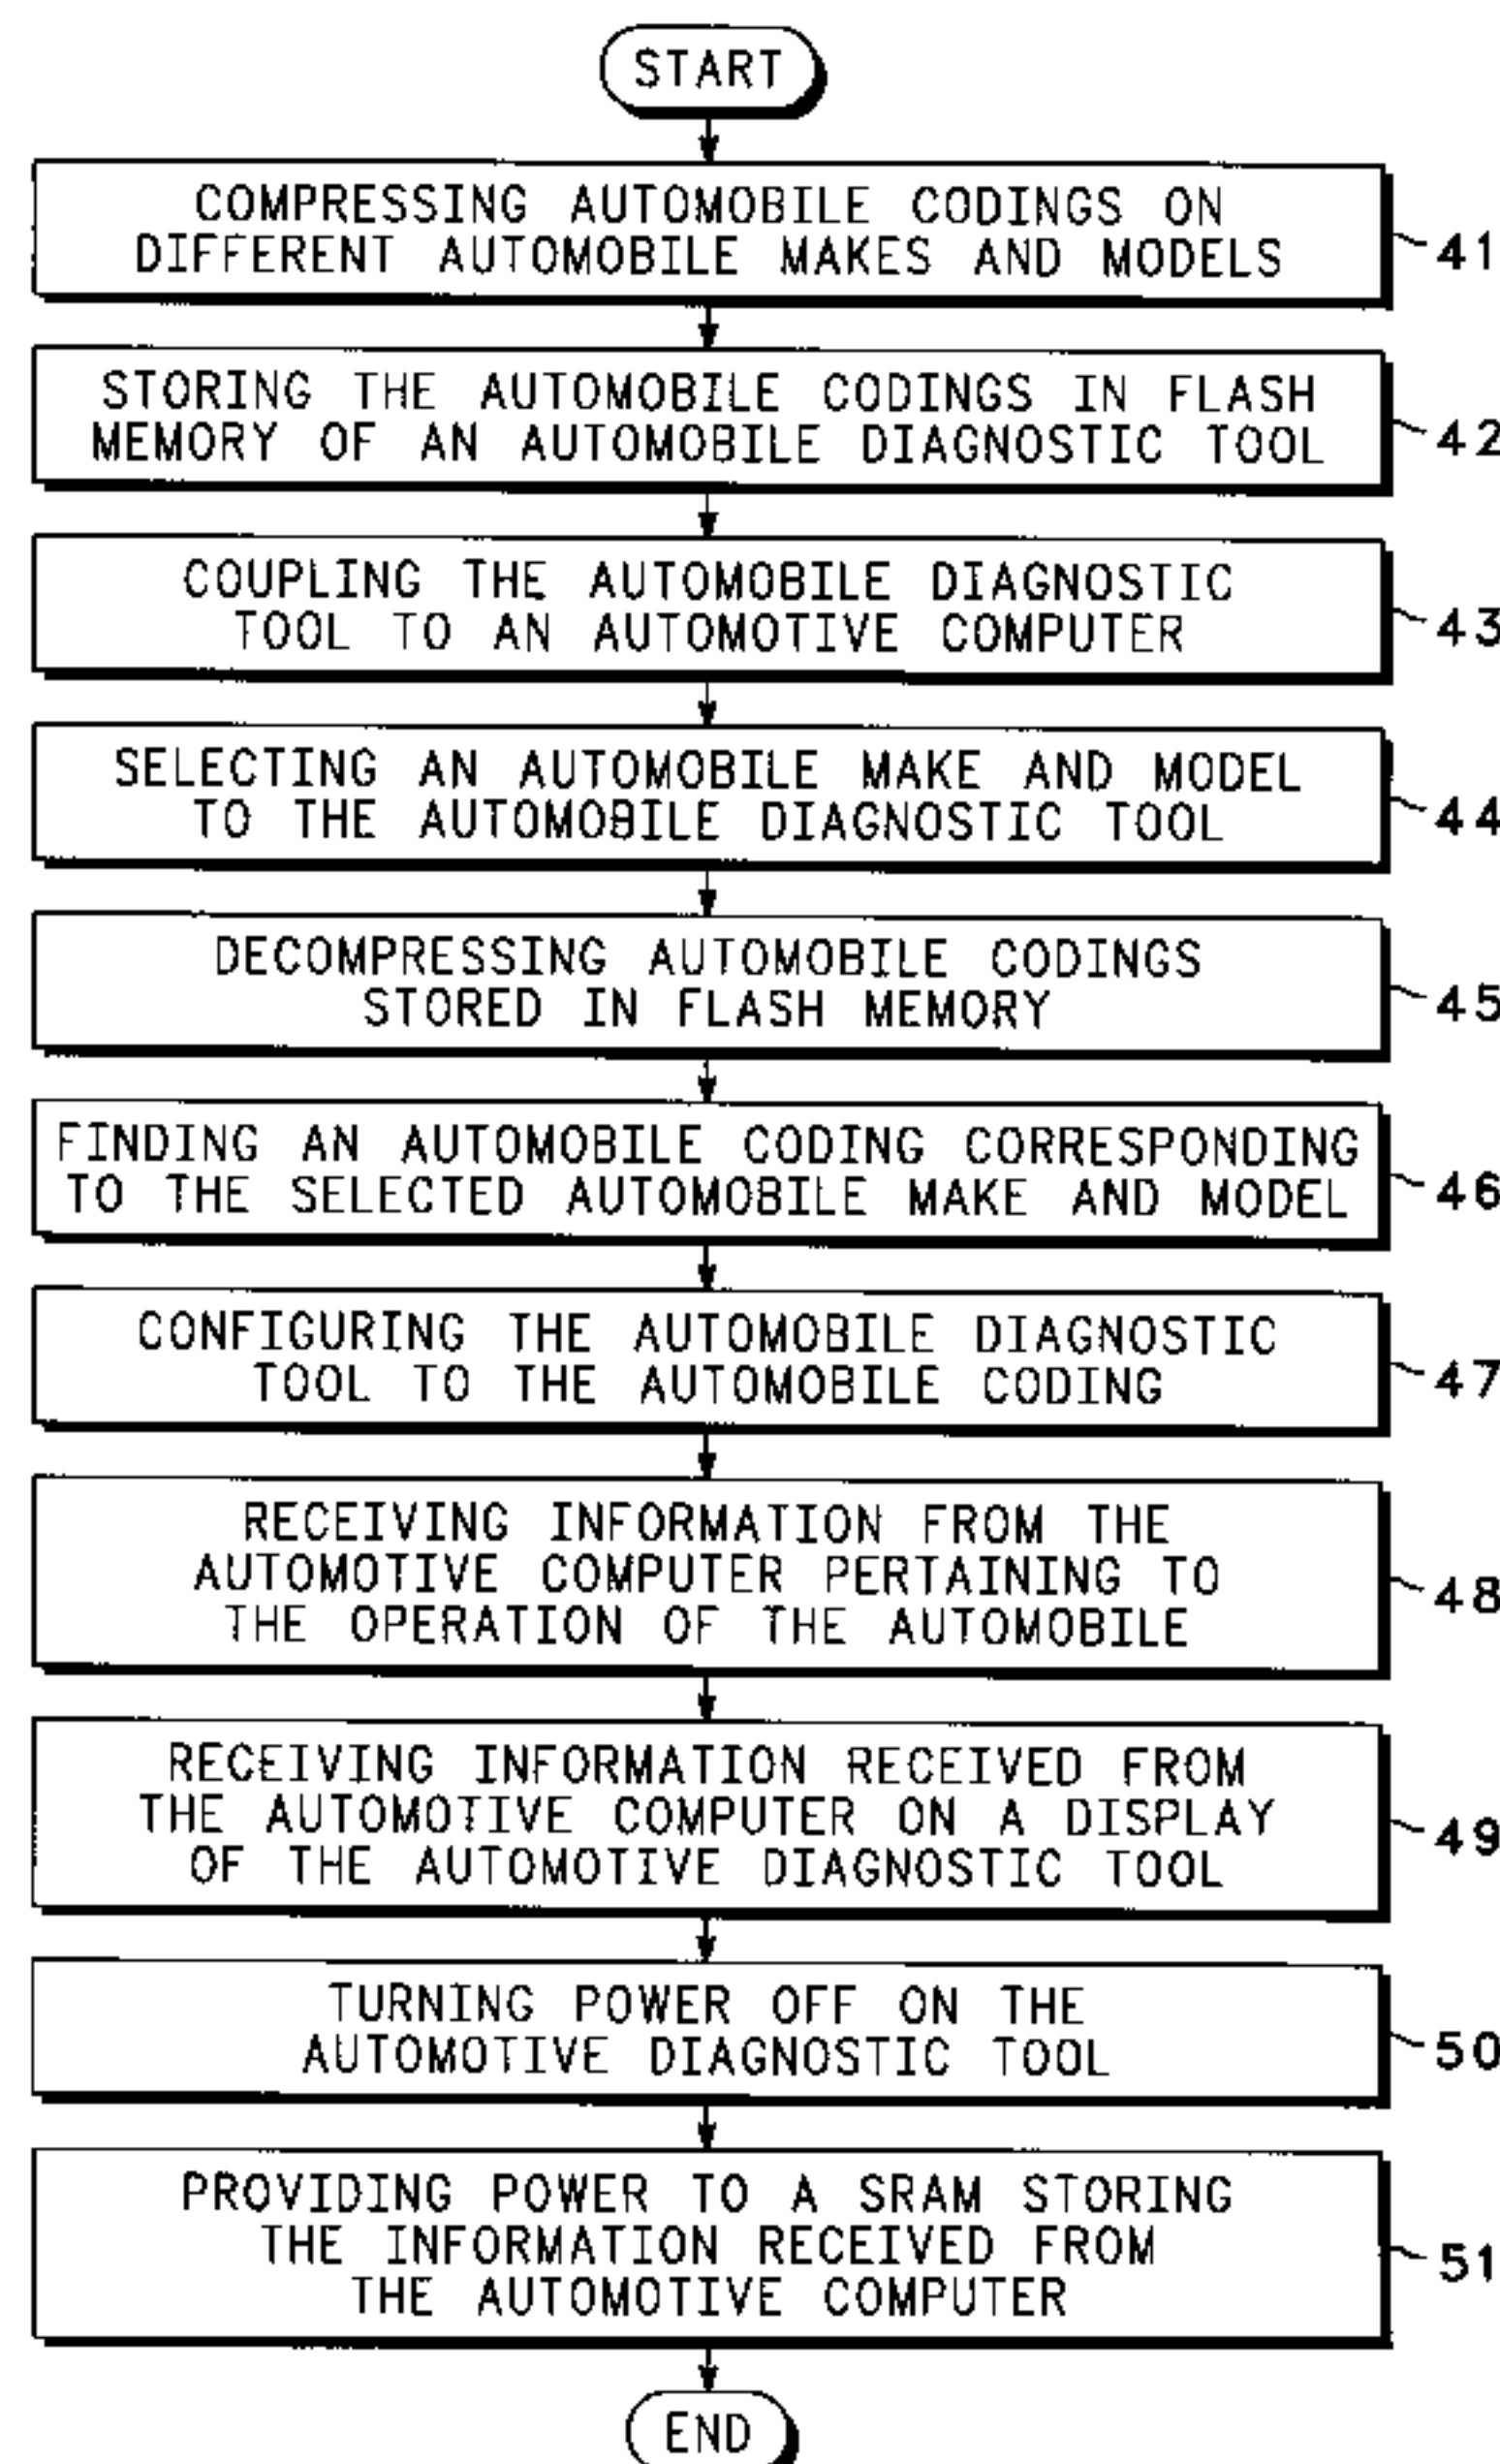 START
COMPRESSING AUTOMOBILE CODINGS ON
DIFFERENT AUTOMOBILE MAKES AND MODELS
41
STORING THE AUTOMOBILE CODINGS IN FLASH
MEMORY OF AN AUTOMOBILE DIAGNOSTIC TOOL
42
COUPLING THE AUTOMOBILE DIAGNOSTIC
TOOL TO AN AUTOMOTIVE COMPUTER
43
SELECTING AN AUTOMOBILE MAKE AND MODEL
TO THE AUTOMOBILE DIAGNOSTIC TOOL
44
DECOMPRESSING AUTOMOBILE CODINGS
STORED IN FLASH MEMORY
45
FINDING AN AUTOMOBILE CODING CORRESPONDING
TO THE SELECTED AUTOMOBILE MAKE AND MODEL
46
CONFIGURING THE AUTOMOBILE DIAGNOSTIC
TOOL TO THE AUTOMOBILE CODING
47
RECEIVING INFORMATION FROM THE
AUTOMOTIVE COMPUTER PERTAINING TO
THE OPERATION OF THE AUTOMOBILE
48
RECEIVING INFORMATION RECEIVED FROM
THE AUTOMOTIVE COMPUTER ON A DISPLAY
OF THE AUTOMOTIVE DIAGNOSTIC TOOL
49
TURNING POWER OFF ON THE
AUTOMOTIVE DIAGNOSTIC TOOL
50
PROVIDING POWER TO A SRAM STORING
THE INFORMATION RECEIVED FROM
THE AUTOMOTIVE COMPUTER
51
END